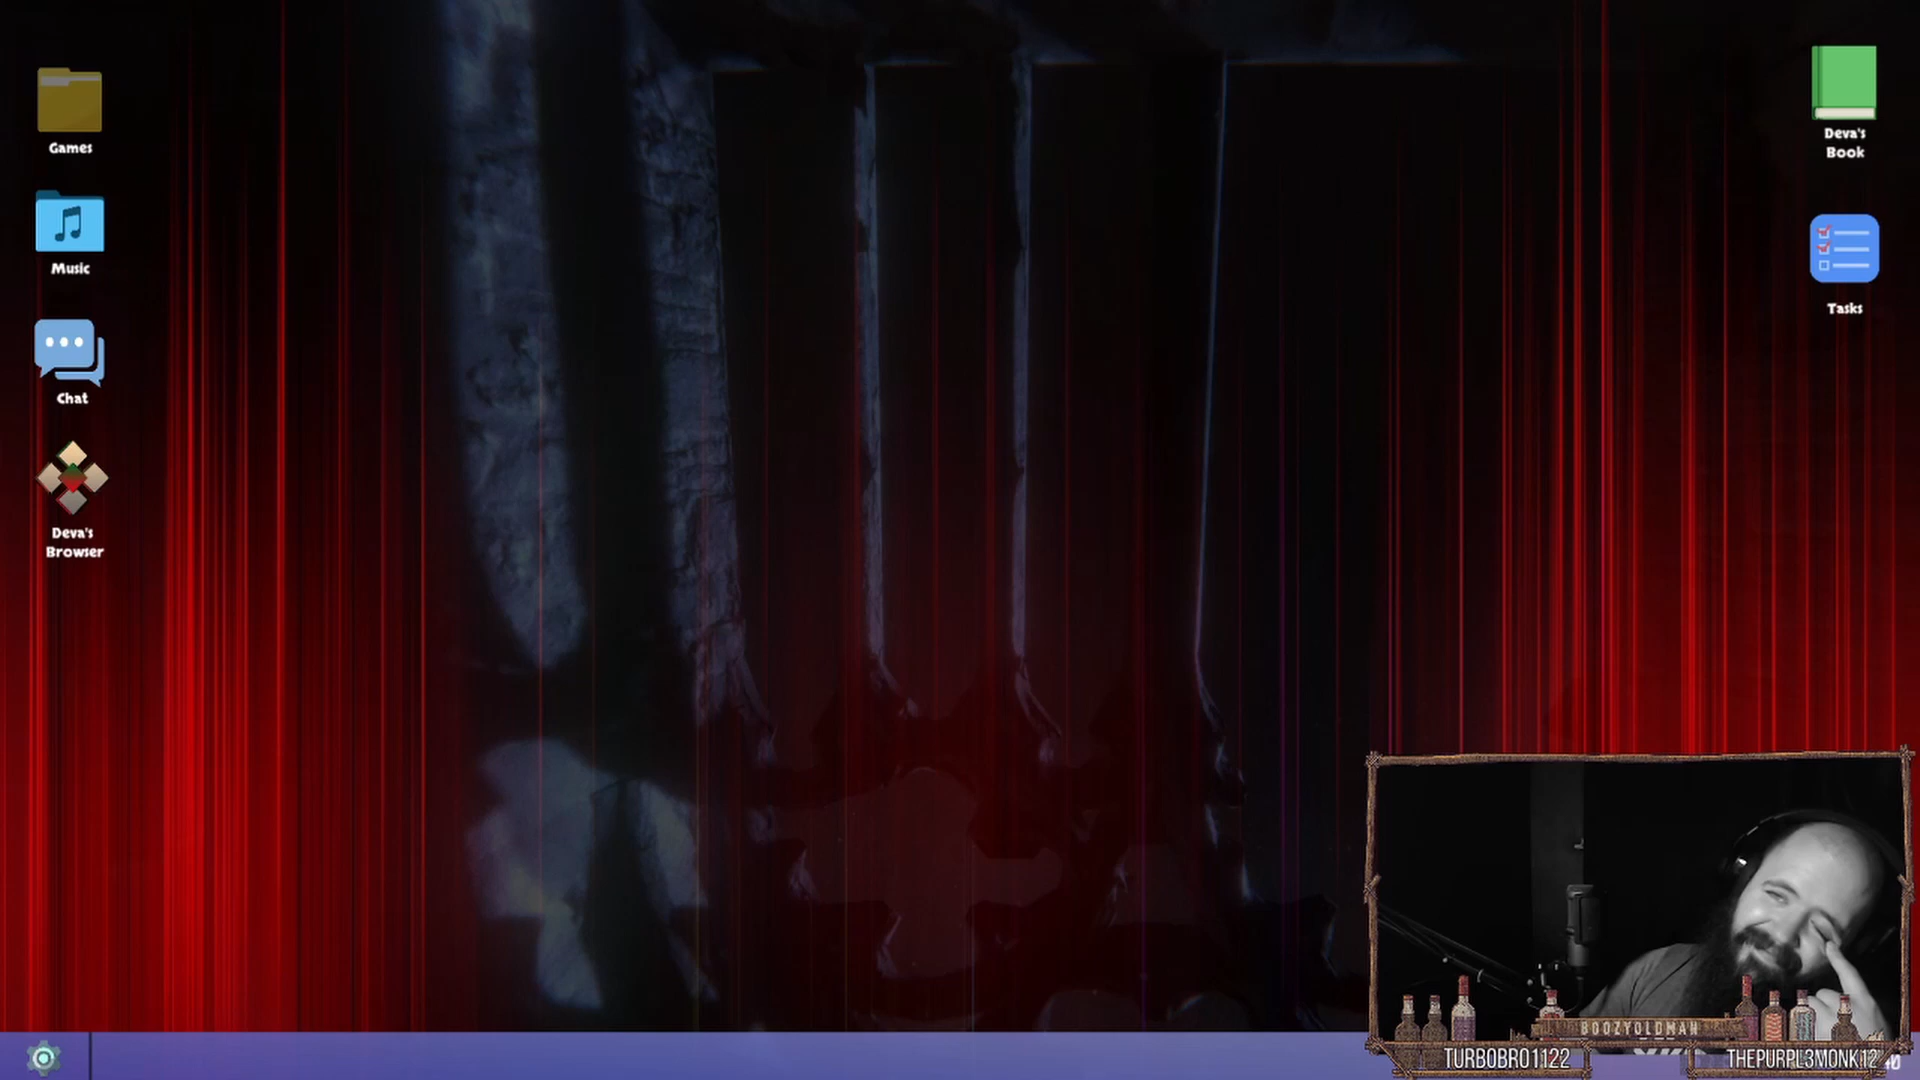 Games
Music
Chat
Deva's
Browser
Deva's
Book
Tasks
BOOZYOLDMAN
TURBOBRO1122
THEPURPL3MONK12